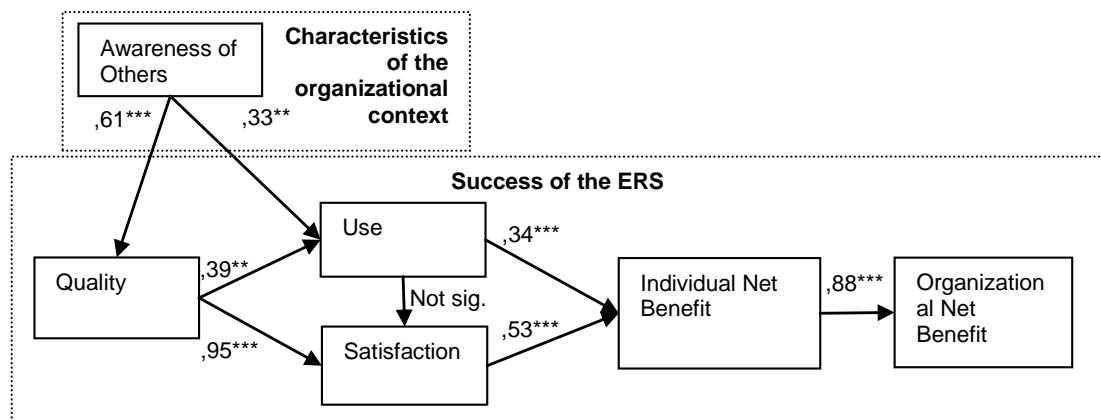 Awareness of
Others
Characteristics
of the
organizational
context
,61***
,33**
Success of the ERS
Use
,34***
Quality
,39**
Not sig.
Individual Net
Benefit
,88***
Organization
al Net
Benefit
,95***
Satisfaction
,53***